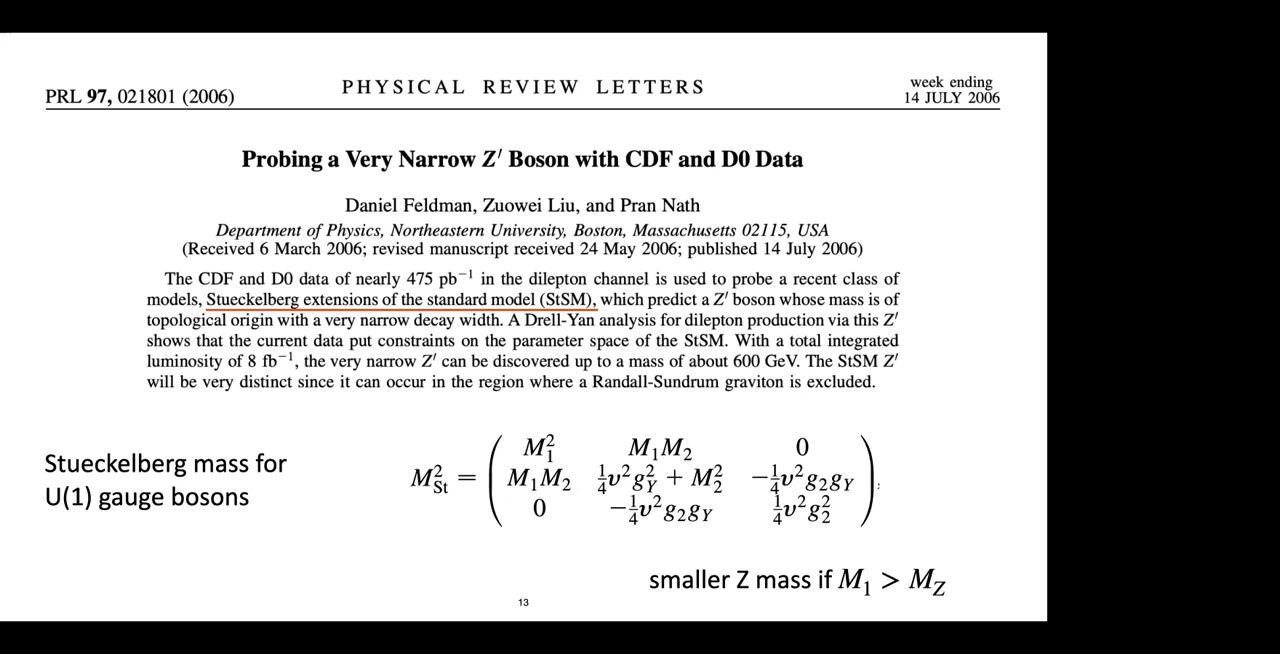 PRL 97, 021801 (2006)
PHYSICAL REVIEW LETTERS
week ending
14 JULY 2006
Probing a Very Narrow Z′ Boson with CDF and D0 Data
Daniel Feldman, Zuowei Liu, and Pran Nath
Department of Physics, Northeastern University, Boston, Massachusetts 02115, USA
(Received 6 March 2006; revised manuscript received 24 May 2006; published 14 July 2006)
The CDF and D0 data of nearly 475 pb⁻¹ in the dilepton channel is used to probe a recent class of
models, Stueckelberg extensions of the standard model (StSM), which predict a Z′ boson whose mass is of
topological origin with a very narrow decay width. A Drell-Yan analysis for dilepton production via this Z′
shows that the current data put constraints on the parameter space of the StSM. With a total integrated
luminosity of 8 fb⁻¹, the very narrow Z′ can be discovered up to a mass of about 600 GeV. The StSM Z′
will be very distinct since it can occur in the region where a Randall-Sundrum graviton is excluded.
Stueckelberg mass for
U(1) gauge bosons
M²_St = ( M₁² M₁M₂ 0
M₁M₂ ¼v²g_Y² + M₂² −¼v²g₂g_Y
0 −¼v²g₂g_Y ¼v²g₂² )
smaller Z mass if M₁ > M_Z
13